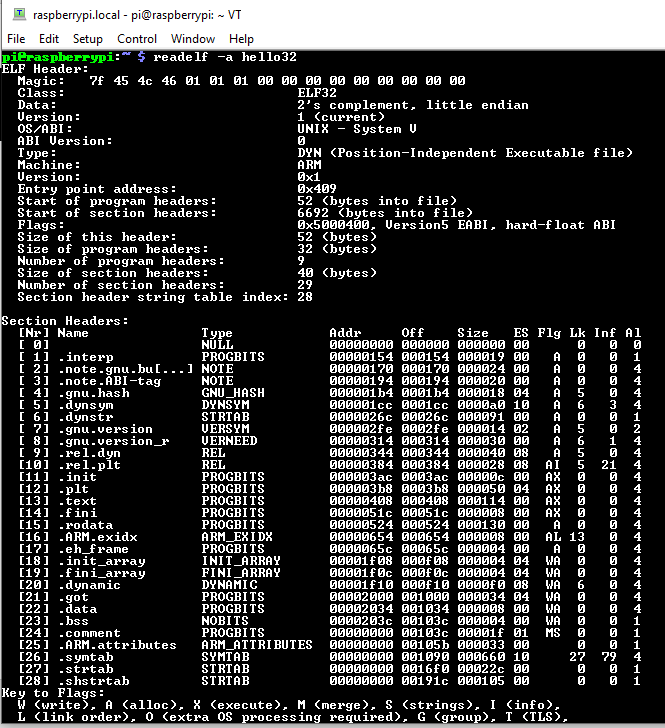 raspberrypi.local - pi@raspberrypi: ~ VT
File Edit Setup Control Window Help
pi@raspberrypi:~ $ readelf -a hello32
ELF Header:
  Magic:   7f 45 4c 46 01 01 01 00 00 00 00 00 00 00 00 00
  Class:                             ELF32
  Data:                              2's complement, little endian
  Version:                           1 (current)
  OS/ABI:                            UNIX - System V
  ABI Version:                       0
  Type:                              DYN (Position-Independent Executable file)
  Machine:                           ARM
  Version:                           0x1
  Entry point address:               0x409
  Start of program headers:          52 (bytes into file)
  Start of section headers:          6692 (bytes into file)
  Flags:                             0x5000400, Version5 EABI, hard-float ABI
  Size of this header:               52 (bytes)
  Size of program headers:           32 (bytes)
  Number of program headers:         9
  Size of section headers:           40 (bytes)
  Number of section headers:         29
  Section header string table index: 28
Section Headers:
  [Nr] Name              Type            Addr     Off    Size   ES Flg Lk Inf Al
  [ 0]                   NULL            00000000 000000 000000 00      0   0  0
  [ 1] .interp           PROGBITS        00000154 000154 000019 00   A  0   0  1
  [ 2] .note.gnu.bu[...] NOTE            00000170 000170 000024 00   A  0   0  4
  [ 3] .note.ABI-tag     NOTE            00000194 000194 000020 00   A  0   0  4
  [ 4] .gnu.hash         GNU_HASH        000001b4 0001b4 000018 04   A  5   0  4
  [ 5] .dynsym           DYNSYM          000001cc 0001cc 0000a0 10   A  6   3  4
  [ 6] .dynstr           STRTAB          0000026c 00026c 000091 00   A  0   0  1
  [ 7] .gnu.version      VERSYM          000002fe 0002fe 000014 02   A  5   0  2
  [ 8] .gnu.version_r    VERNEED         00000314 000314 000030 00   A  6   1  4
  [ 9] .rel.dyn          REL             00000344 000344 000040 08   A  5   0  4
  [10] .rel.plt          REL             00000384 000384 000028 08  AI  5  21  4
  [11] .init             PROGBITS        000003ac 0003ac 00000c 00  AX  0   0  4
  [12] .plt              PROGBITS        000003b8 0003b8 000050 04  AX  0   0  4
  [13] .text             PROGBITS        00000408 000408 000114 00  AX  0   0  4
  [14] .fini             PROGBITS        0000051c 00051c 000008 00  AX  0   0  4
  [15] .rodata           PROGBITS        00000524 000524 000130 00   A  0   0  4
  [16] .ARM.exidx        ARM_EXIDX       00000654 000654 000008 00  AL 13   0  4
  [17] .eh_frame         PROGBITS        0000065c 00065c 000004 00   A  0   0  4
  [18] .init_array       INIT_ARRAY      00001f08 000f08 000004 04  WA  0   0  4
  [19] .fini_array       FINI_ARRAY      00001f0c 000f0c 000004 04  WA  0   0  4
  [20] .dynamic          DYNAMIC         00001f10 000f10 0000f0 08  WA  6   0  4
  [21] .got              PROGBITS        00002000 001000 000034 04  WA  0   0  4
  [22] .data             PROGBITS        00002034 001034 000008 00  WA  0   0  4
  [23] .bss              NOBITS          0000203c 00103c 000004 00  WA  0   0  1
  [24] .comment          PROGBITS        00000000 00103c 00001f 01  MS  0   0  1
  [25] .ARM.attributes   ARM_ATTRIBUTES  00000000 00105b 000033 00      0   0  1
  [26] .symtab           SYMTAB          00000000 001090 000660 10     27  79  4
  [27] .strtab           STRTAB          00000000 0016f0 00022c 00      0   0  1
  [28] .shstrtab         STRTAB          00000000 00191c 000105 00      0   0  1
Key to Flags:
  W (write), A (alloc), X (execute), M (merge), S (strings), I (info),
  L (link order), O (extra OS processing required), G (group), T (TLS),